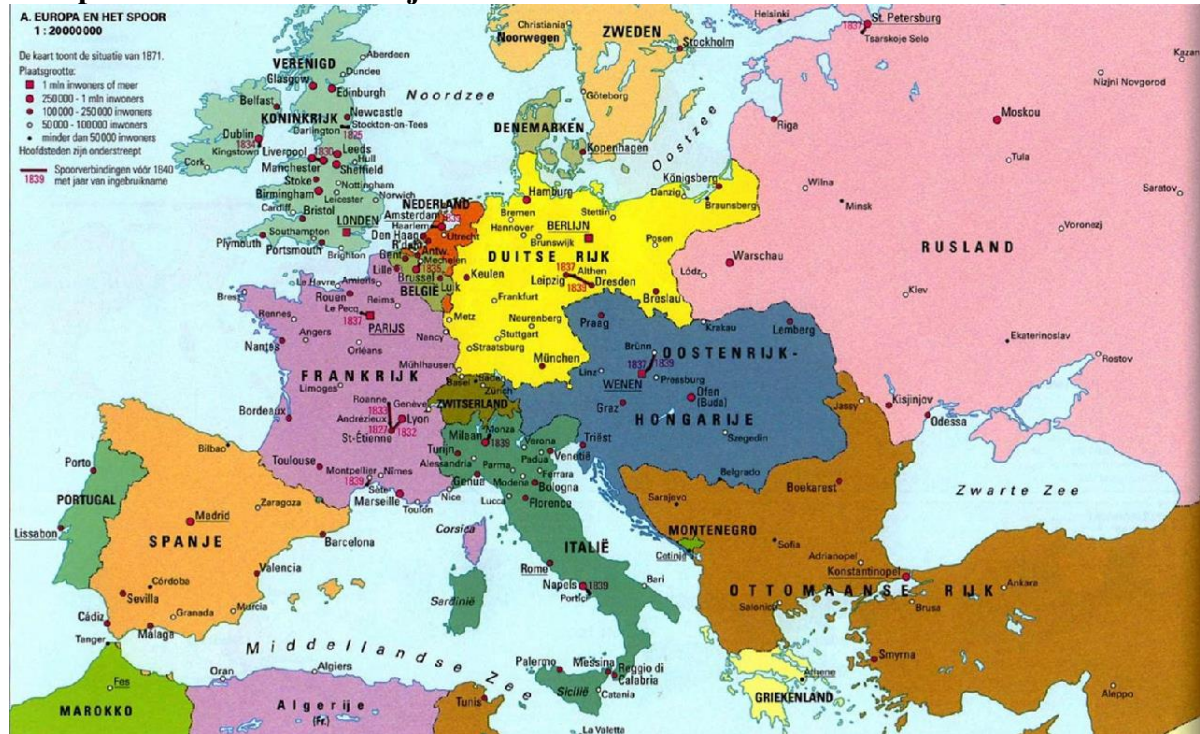 A. EUROPA EN HET SPOOR
1 : 20 000 000
De kaart toont de situatie van 1871.
Plaatsgrootte:
1 mln inwoners of meer
250 000 - 1 mln inwoners
100 000 - 250 000 inwoners
50 000 - 100 000 inwoners
minder dan 50 000 inwoners
Hoofdsteden zijn onderstreept
Spoorverbindingen vóór 1840
1839 met jaar van ingebruikname
VERENIGD
KONINKRIJK
Aberdeen
Dundee
Glasgow
Edinburgh
Belfast
Newcastle
Stockton-on-Tees
Darlington
1825
Dublin
1834
Kingstown
Cork
Liverpool
1830
Leeds
Hull
Manchester
Sheffield
Stoke
Nottingham
Birmingham
Leicester
Norwich
Cardiff
Bristol
LONDEN
Southampton
Plymouth
Portsmouth
Brighton
Noordzee
Christiania
Noorwegen
ZWEDEN
Stockholm
Göteborg
Helsinki
DENEMARKEN
Kopenhagen
Oostzee
St. Petersburg
1837
Tsarskoje Selo
Kazan
Nizjni Novgorod
Moskou
Riga
Tula
Wilna
Minsk
Saratov
Voronezj
RUSLAND
Warschau
Lódz
Kiev
Ekaterinoslav
Rostov
Kisjinjov
Odessa
NEDERLAND
Amsterdam
Haarlem
Den Haag
Utrecht
R'dam
Gent
Antw.
Mechelen
1835
Brussel
Luik
BELGIË
Lille
Königsberg
Danzig
Braunsberg
Hamburg
Bremen
Stettin
Hannover
BERLIJN
Brunswijk
Posen
DUITSE RIJK
Keulen
1837
Althen
Leipzig
Dresden
1839
Breslau
Frankfurt
Neurenberg
Metz
Stuttgart
Straatsburg
München
Le Havre
Amiens
Rouen
Reims
Le Pecq
1837
PARIJS
Brest
Rennes
Angers
Orléans
Nancy
Nantes
Mühlhausen
FRANKRIJK
Limoges
Roanne
1833
Andrézieux
1827
St-Étienne
1832
Lyon
Genève
Bordeaux
Toulouse
Montpellier
1839
Nîmes
Sète
Marseille
Toulon
Nice
Basel
Baden
Zürich
ZWITSERLAND
Praag
Krakau
Lemberg
Brünn
1837
1839
OOSTENRIJK-
HONGARIJE
Linz
WENEN
Pressburg
Graz
Ofen
(Buda)
Szegedin
Triëst
Jassy
Milaan
Monza
1839
Turijn
Verona
Padua
Venetië
Alessandria
Parma
Ferrara
Genua
Modena
Bologna
Lucca
Florence
Corsica
ITALIË
Rome
Napels
1839
Portici
Bari
Sardinië
Palermo
Messina
Reggio di
Calabria
Sicilië
Catania
La Valetta
Belgrado
Boekarest
Sarajevo
MONTENEGRO
Cetinje
Sofia
Adrianopel
Konstantinopel
OTTOMAANSE RIJK
Ankara
Salonica
Brusa
Smyrna
Aleppo
Athene
GRIEKENLAND
Zwarte Zee
Porto
PORTUGAL
Lissabon
Bilbao
Zaragoza
Madrid
SPANJE
Barcelona
Valencia
Córdoba
Sevilla
Granada
Murcia
Cádiz
Málaga
Tanger
Middellandse Zee
Fes
MAROKKO
Oran
Algiers
Algerije
(Fr.)
Tunis